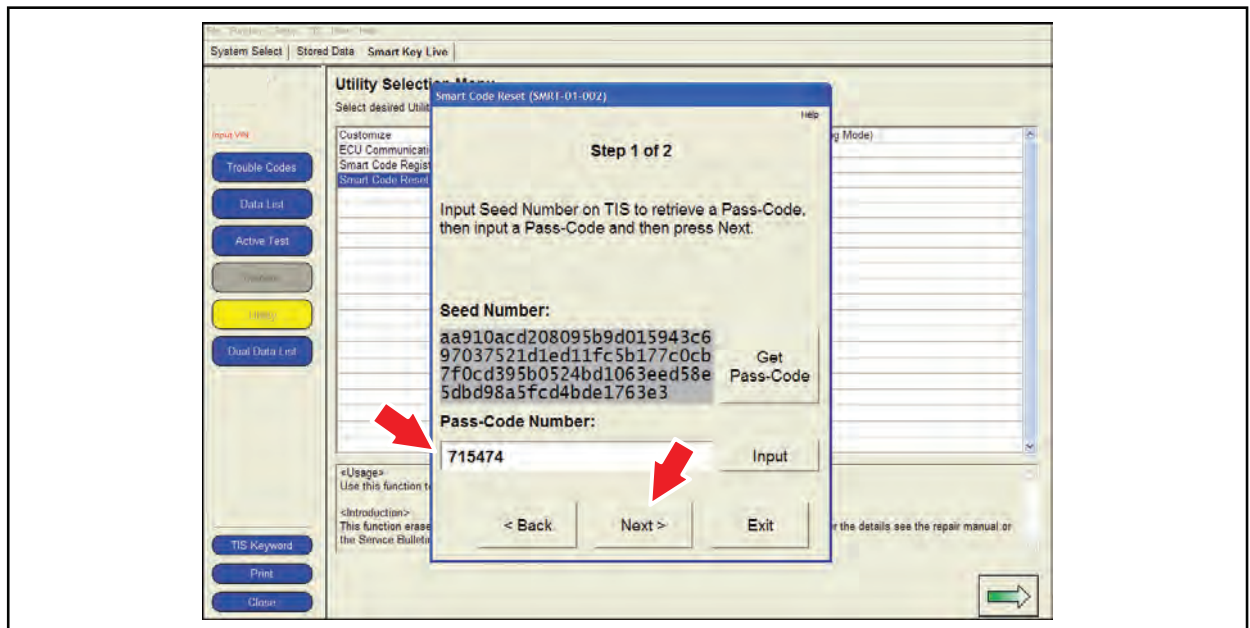 System Select | Stored Data Smart Key Live
Utility Selection Menu
Select desired Utilit
Input VIN
Customize
ECU Communicati
Smart Code Regist
Smart Code Reset
g Mode)
Trouble Codes
Data List
Active Test
Utility
Dual Data List
Smart Code Reset (SMRT-01-002)
Help
Step 1 of 2
Input Seed Number on TIS to retrieve a Pass-Code,
then input a Pass-Code and then press Next.
Seed Number:
aa910acd208095b9d015943c6
97037521d1ed11fc5b177c0cb
7f0cd395b0524bd1063eed58e
5dbd98a5fcd4bde1763e3
Get
Pass-Code
Pass-Code Number:
715474
Input
< Back
Next >
Exit
<Usage>
Use this function t
<Introduction>
This function erase
the Service Bulletin
r the details see the repair manual or
TIS Keyword
Print
Close